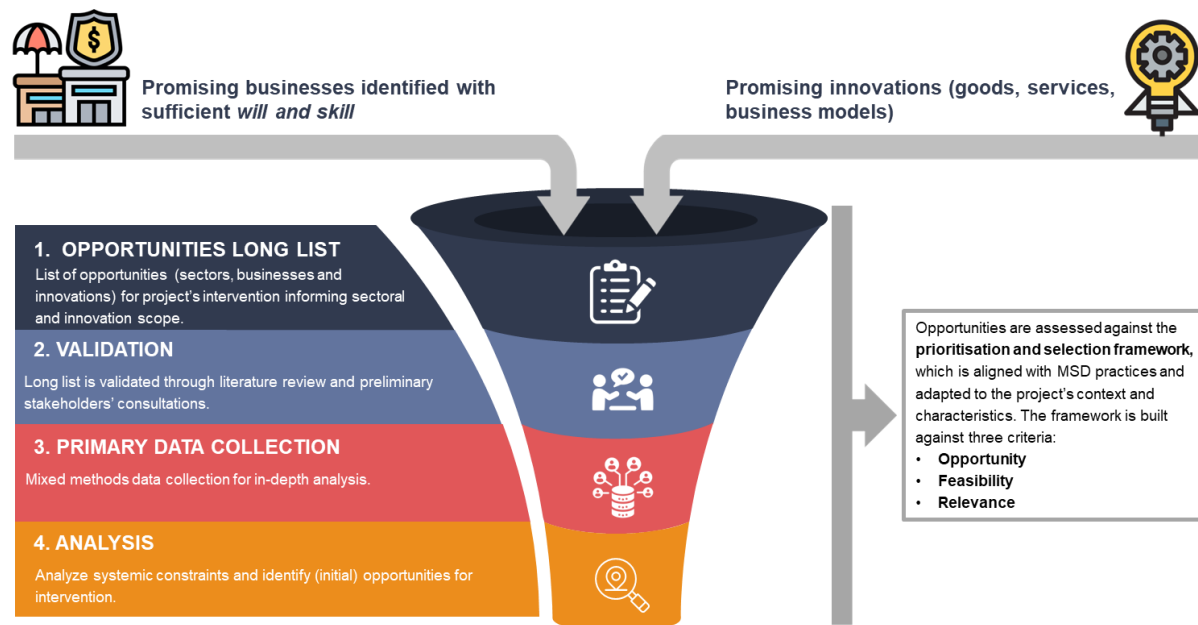 Promising businesses identified with
sufficient will and skill
Promising innovations (goods, services,
business models)
$
1. OPPORTUNITIES LONG LIST
List of opportunities (sectors, businesses and
innovations) for project's intervention informing sectoral
and innovation scope.
2. VALIDATION
Long list is validated through literature review and preliminary
stakeholders' consultations.
3. PRIMARY DATA COLLECTION
Mixed methods data collection for in-depth analysis.
4. ANALYSIS
Analyze systemic constraints and identify (initial) opportunities for
intervention.
Opportunities are assessed against the
prioritisation and selection framework,
which is aligned with MSD practices and
adapted to the project's context and
characteristics. The framework is built
against three criteria:
• Opportunity
• Feasibility
• Relevance